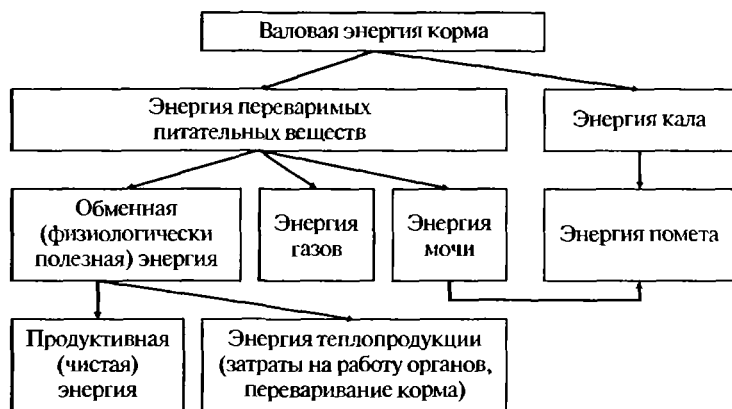 Валовая энергия корма
Энергия переваримых
питательных веществ
Энергия кала
Обменная
(физиологически
полезная) энергия
Энергия
газов
Энергия
мочи
Энергия помета
Продуктивная
(чистая)
энергия
Энергия теплопродукции
(затраты на работу органов,
переваривание корма)